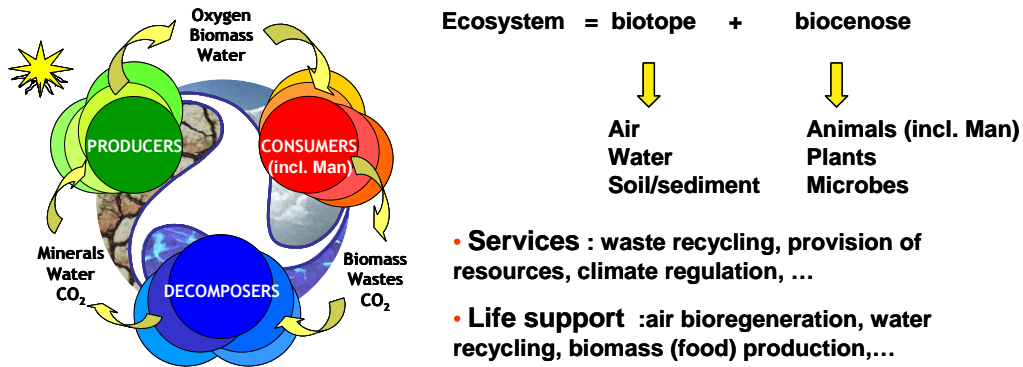 Oxygen
Biomass
Water
PRODUCERS
CONSUMERS
(incl. Man)
Minerals
Water
CO₂
DECOMPOSERS
Biomass
Wastes
CO₂
Ecosystem = biotope + biocenose
Air
Water
Soil/sediment
Animals (incl. Man)
Plants
Microbes
• Services : waste recycling, provision of
resources, climate regulation, …
• Life support :air bioregeneration, water
recycling, biomass (food) production,…